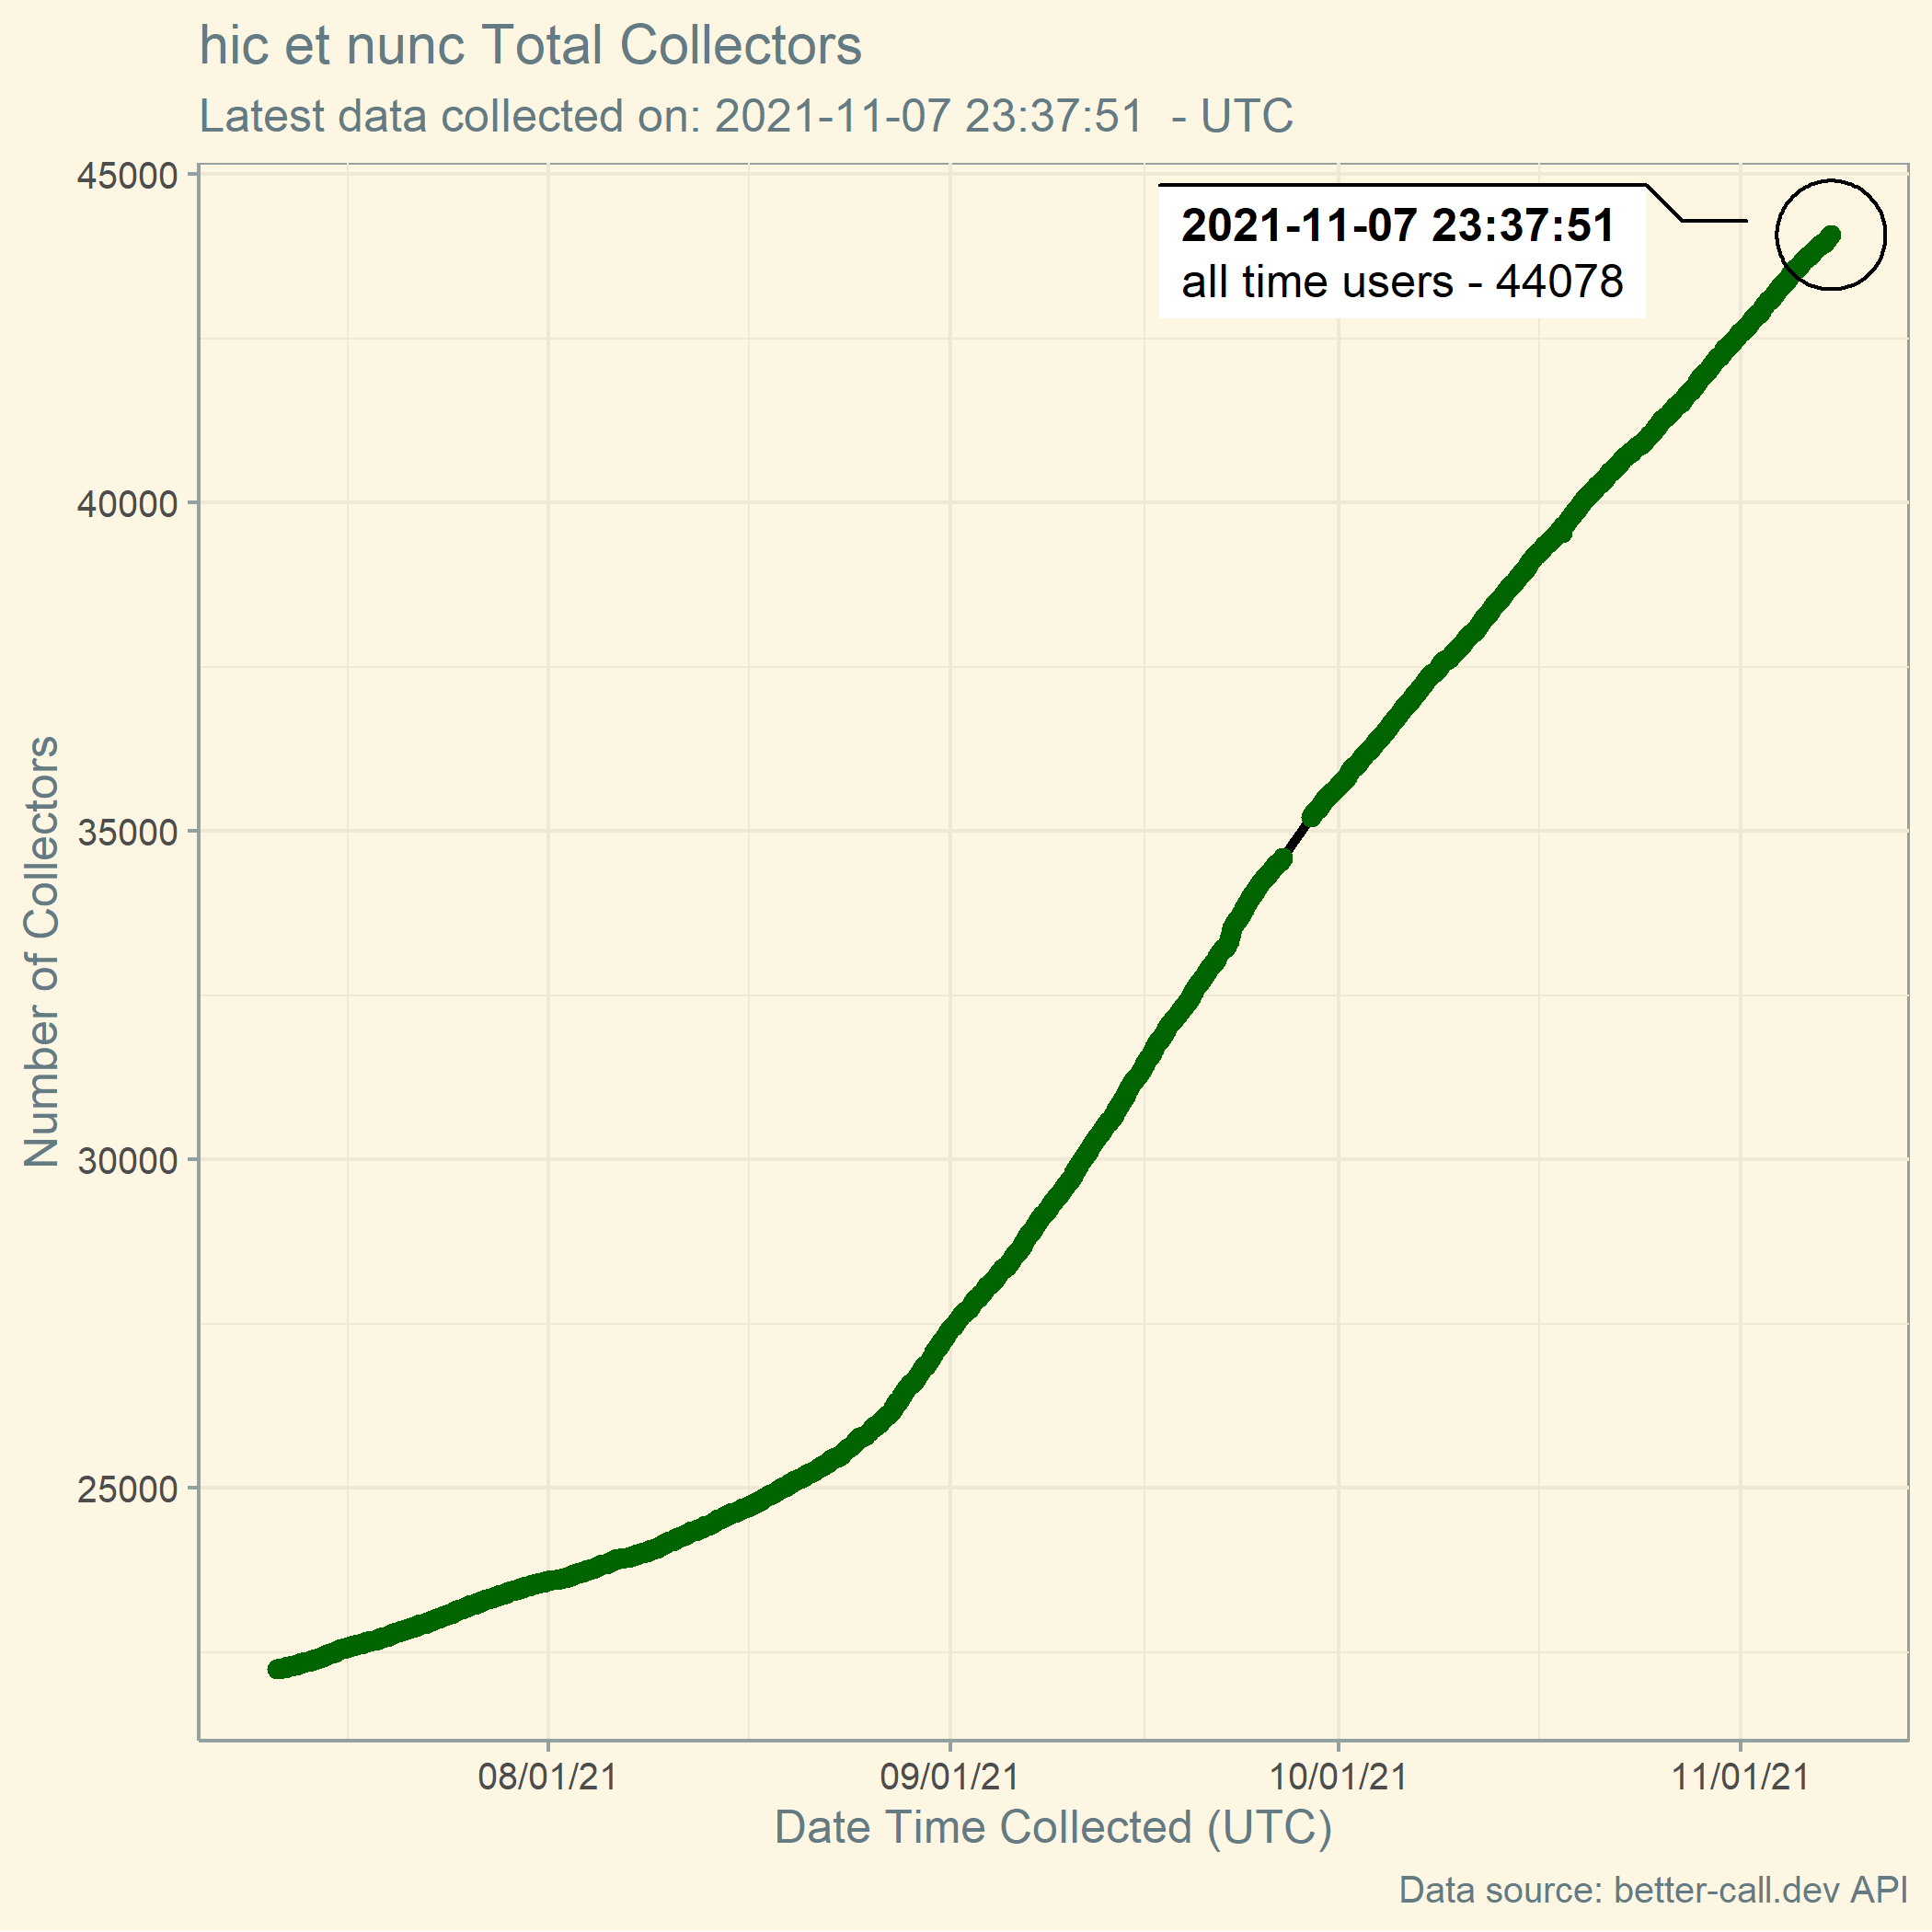 hic et nunc Total Collectors
Latest data collected on: 2021-11-07 23:37:51  - UTC
45000
2021-11-07 23:37:51
all time users - 44078
40000
35000
30000
25000
Number of Collectors
08/01/21
09/01/21
10/01/21
11/01/21
Date Time Collected (UTC)
Data source: better-call.dev API